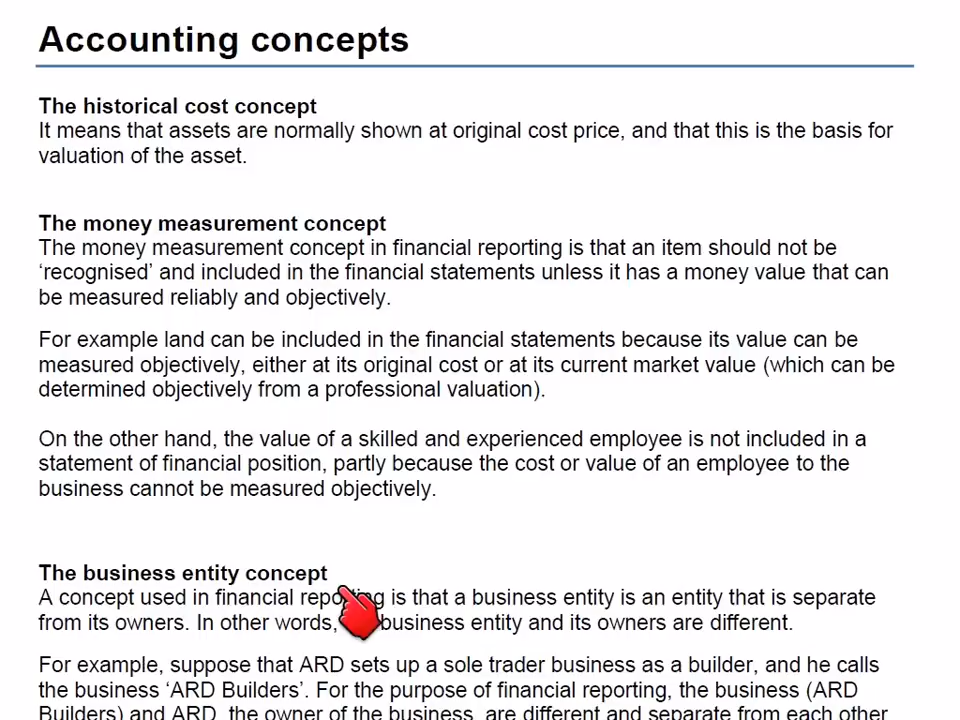 Accounting concepts
The historical cost concept
It means that assets are normally shown at original cost price, and that this is the basis for
valuation of the asset.
The money measurement concept
The money measurement concept in financial reporting is that an item should not be
‘recognised’ and included in the financial statements unless it has a money value that can
be measured reliably and objectively.
For example land can be included in the financial statements because its value can be
measured objectively, either at its original cost or at its current market value (which can be
determined objectively from a professional valuation).
On the other hand, the value of a skilled and experienced employee is not included in a
statement of financial position, partly because the cost or value of an employee to the
business cannot be measured objectively.
The business entity concept
A concept used in financial reporting is that a business entity is an entity that is separate
from its owners. In other words, business entity and its owners are different.
For example, suppose that ARD sets up a sole trader business as a builder, and he calls
the business ‘ARD Builders’. For the purpose of financial reporting, the business (ARD
Builders) and ARD, the owner of the business, are different and separate from each other